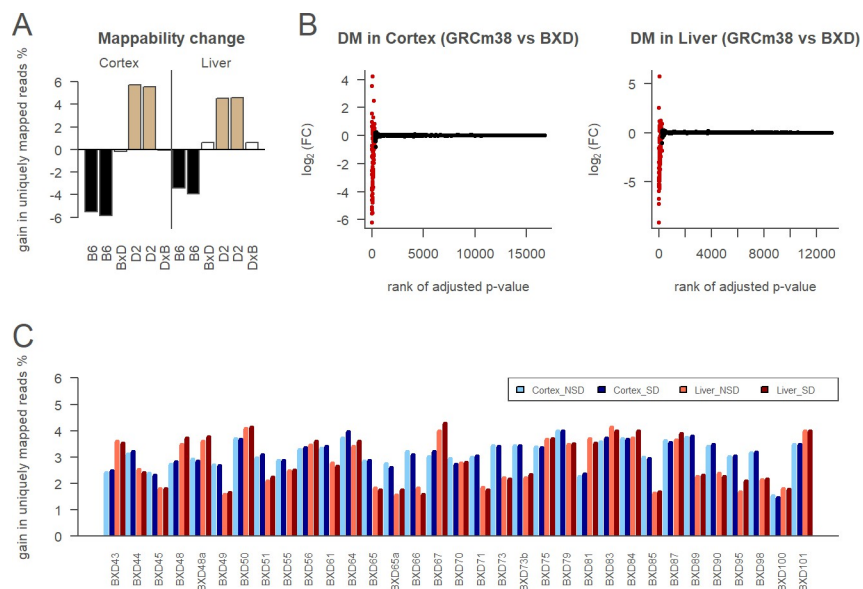 A
Mappability change
Cortex
Liver
gain in uniquely mapped reads %
6
4
2
0
-2
-4
-6
B6
B6
BxD
D2
D2
DxB
B6
B6
BxD
D2
D2
DxB
B
DM in Cortex (GRCm38 vs BXD)
log2 (FC)
4
2
0
-2
-4
-6
0 5000 10000 15000
rank of adjusted p-value
DM in Liver (GRCm38 vs BXD)
log2 (FC)
5
0
-5
0 4000 8000 12000
rank of adjusted p-value
C
gain in uniquely mapped reads %
6
5
4
3
2
1
0
Cortex_NSD Cortex_SD Liver_NSD Liver_SD
BXD43
BXD44
BXD45
BXD48
BXD48a
BXD49
BXD50
BXD51
BXD55
BXD56
BXD61
BXD64
BXD65
BXD65a
BXD66
BXD67
BXD70
BXD71
BXD73
BXD73b
BXD75
BXD79
BXD81
BXD83
BXD84
BXD85
BXD87
BXD89
BXD90
BXD95
BXD98
BXD100
BXD101